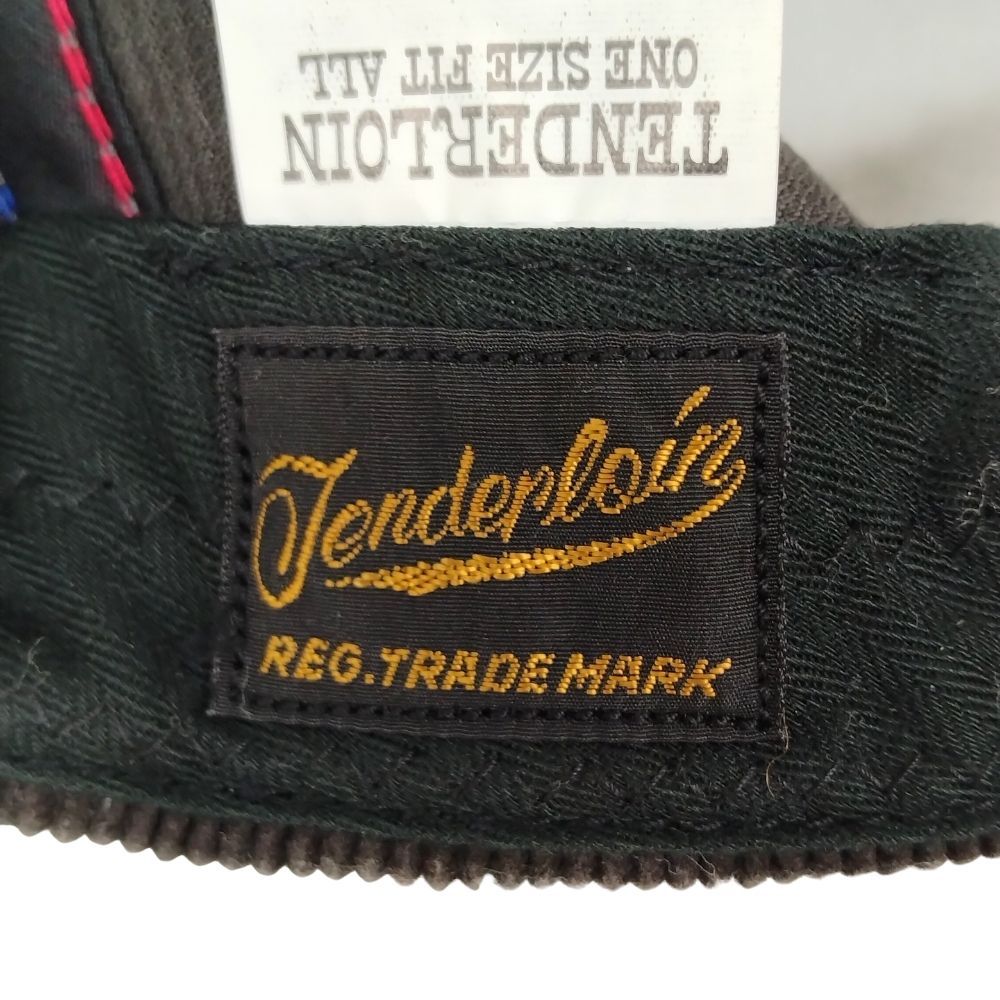 TENDERLOIN
ONE SIZE FIT ALL
Tenderloin
REG. TRADE MARK